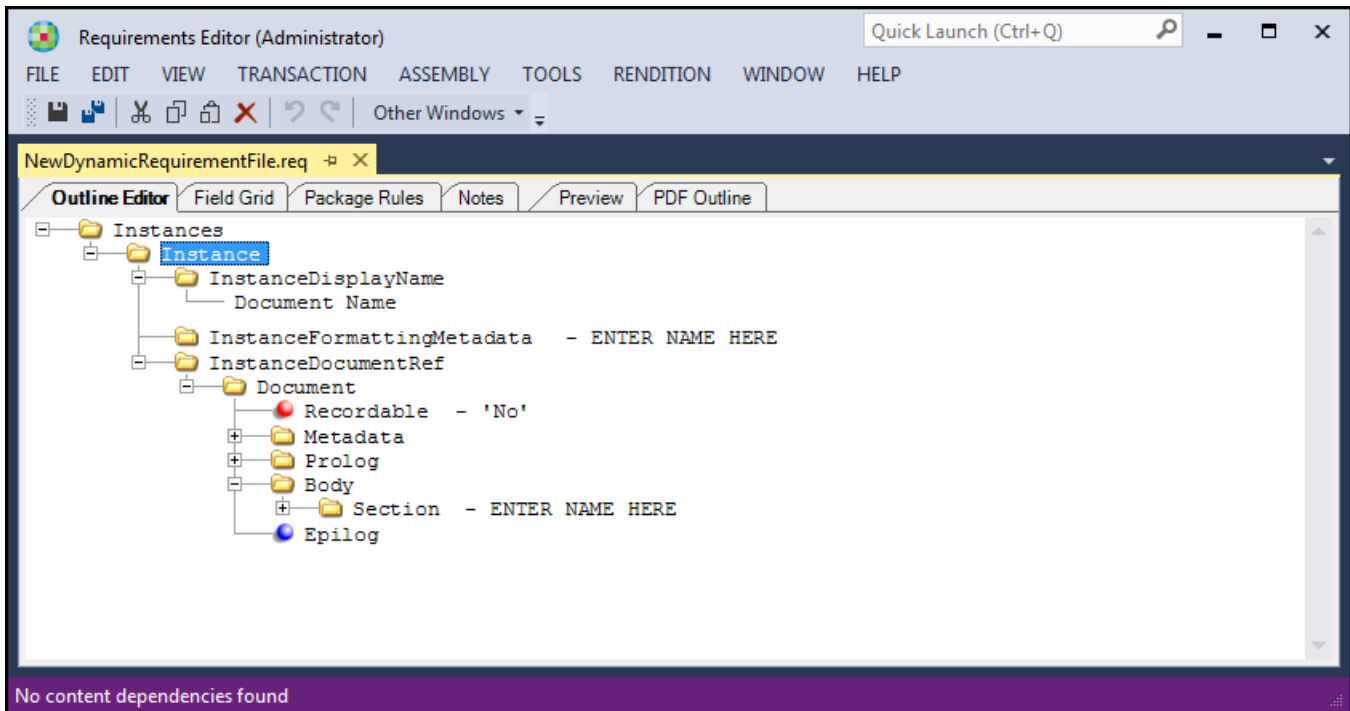 Requirements Editor (Administrator)
Quick Launch (Ctrl+Q)
FILE EDIT VIEW TRANSACTION ASSEMBLY TOOLS RENDITION WINDOW HELP
Other Windows
NewDynamicRequirementFile.req
Outline Editor Field Grid Package Rules Notes Preview PDF Outline
Instances
Instance
InstanceDisplayName
Document Name
InstanceFormattingMetadata - ENTER NAME HERE
InstanceDocumentRef
Document
Recordable - 'No'
Metadata
Prolog
Body
Section - ENTER NAME HERE
Epilog
No content dependencies found